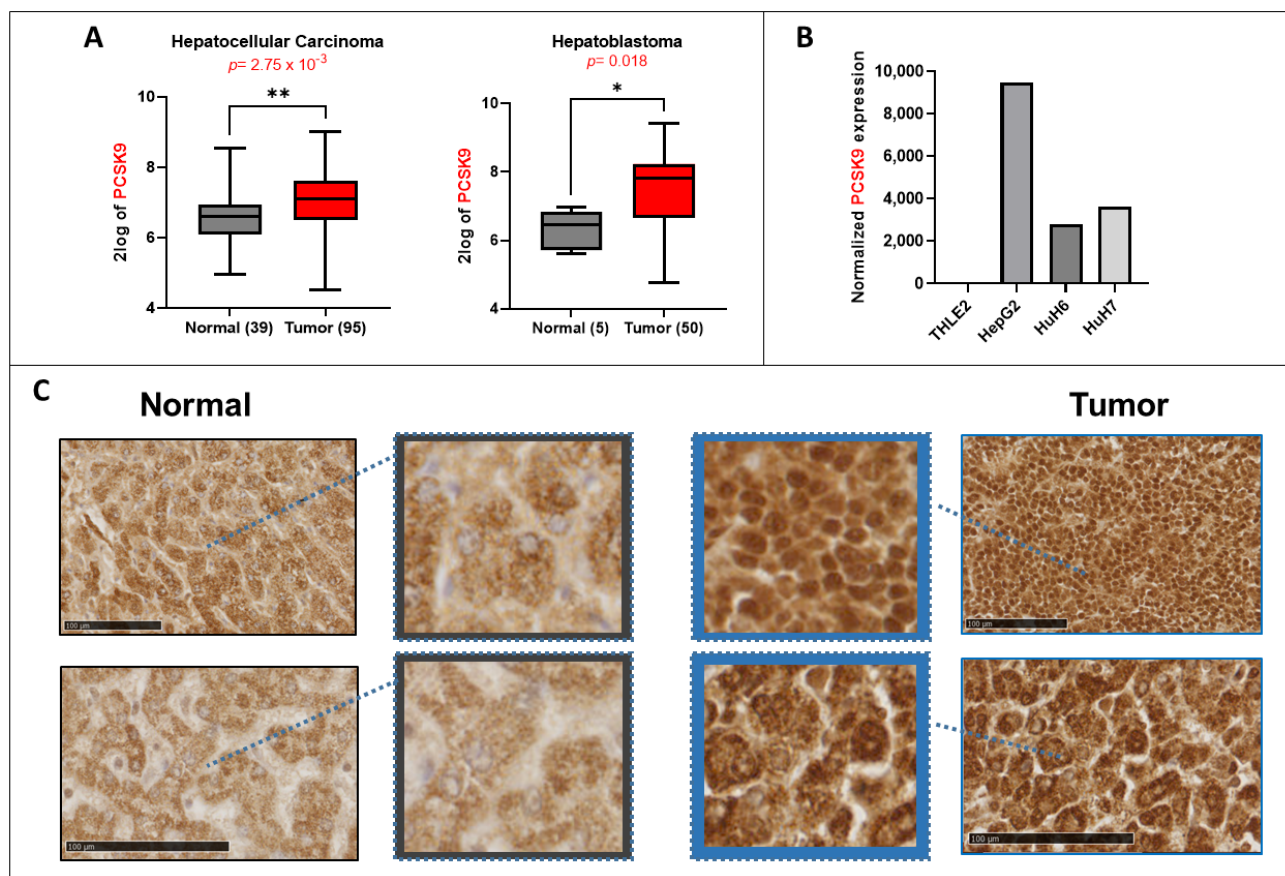 A
Hepatocellular Carcinoma
p= 2.75 x 10⁻³
**
10
8
6
4
2log of PCSK9
Normal (39) Tumor (95)
Hepatoblastoma
p= 0.018
*
10
8
6
4
2log of PCSK9
Normal (5) Tumor (50)
B
Normalized PCSK9 expression
10,000
8,000
6,000
4,000
2,000
0
THLE2
HepG2
HuH6
HuH7
C
Normal
Tumor
100 µm
100 µm
100 µm
100 µm